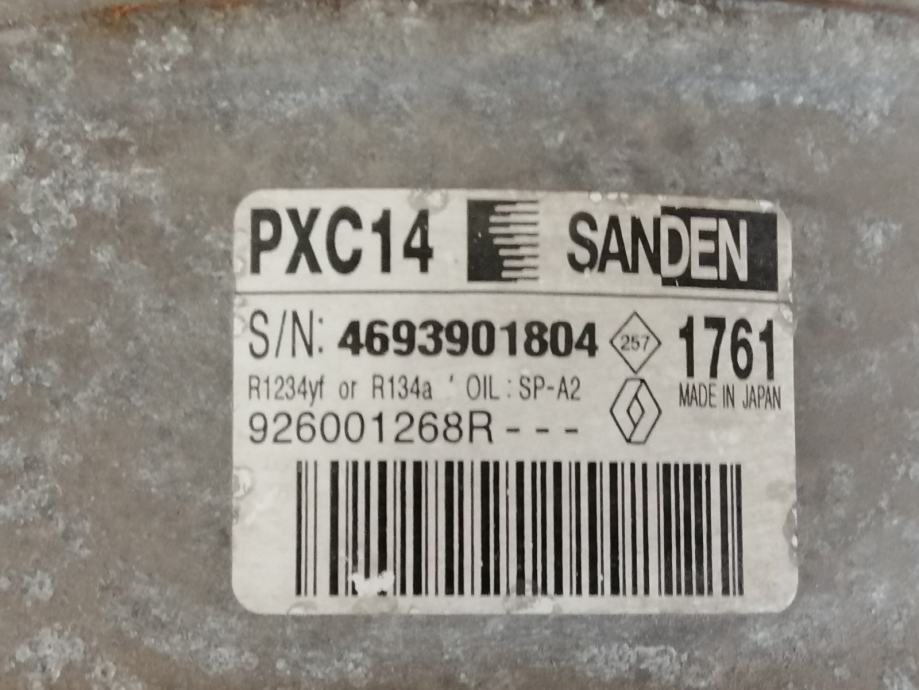 PXC14 SANDEN
S/N: 4693901804 257 1761
R1234yf or R134a ' OIL : SP-A2 MADE IN JAPAN
926001268R - - -